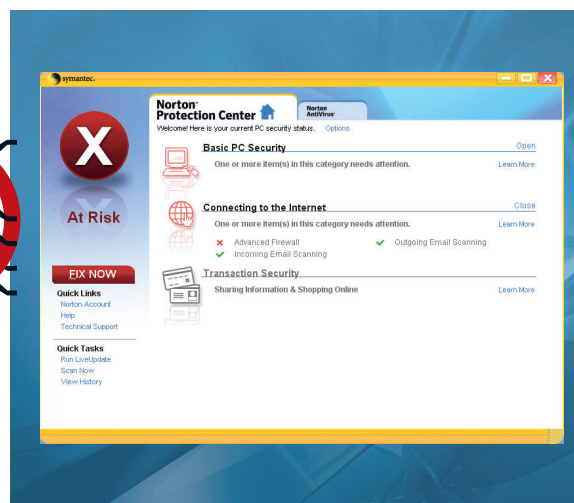 symantec.
Norton™
Protection Center
Norton
AntiVirus™
Welcome! Here is your current PC security status. Options
X
At Risk
FIX NOW
Quick Links
Norton Account
Help
Technical Support
Quick Tasks
Run LiveUpdate
Scan Now
View History
Basic PC Security Open
One or more item(s) in this category needs attention. Learn More
Connecting to the Internet Close
One or more item(s) in this category needs attention. Learn More
Advanced Firewall Outgoing Email Scanning
Incoming Email Scanning
Transaction Security
Sharing Information & Shopping Online Learn More